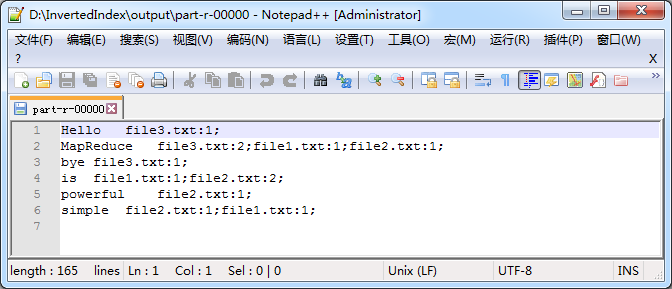 D:\InvertedIndex\output\part-r-00000 - Notepad++ [Administrator]
文件(F) 编辑(E) 搜索(S) 视图(V) 编码(N) 语言(L) 设置(T) 工具(O) 宏(M) 运行(R) 插件(P) 窗口(W)
? X
part-r-00000
1 Hello file3.txt:1;
2 MapReduce file3.txt:2;file1.txt:1;file2.txt:1;
3 bye file3.txt:1;
4 is file1.txt:1;file2.txt:2;
5 powerful file2.txt:1;
6 simple file2.txt:1;file1.txt:1;
7
length : 165 lines Ln : 1 Col : 1 Sel : 0 | 0 Unix (LF) UTF-8 INS